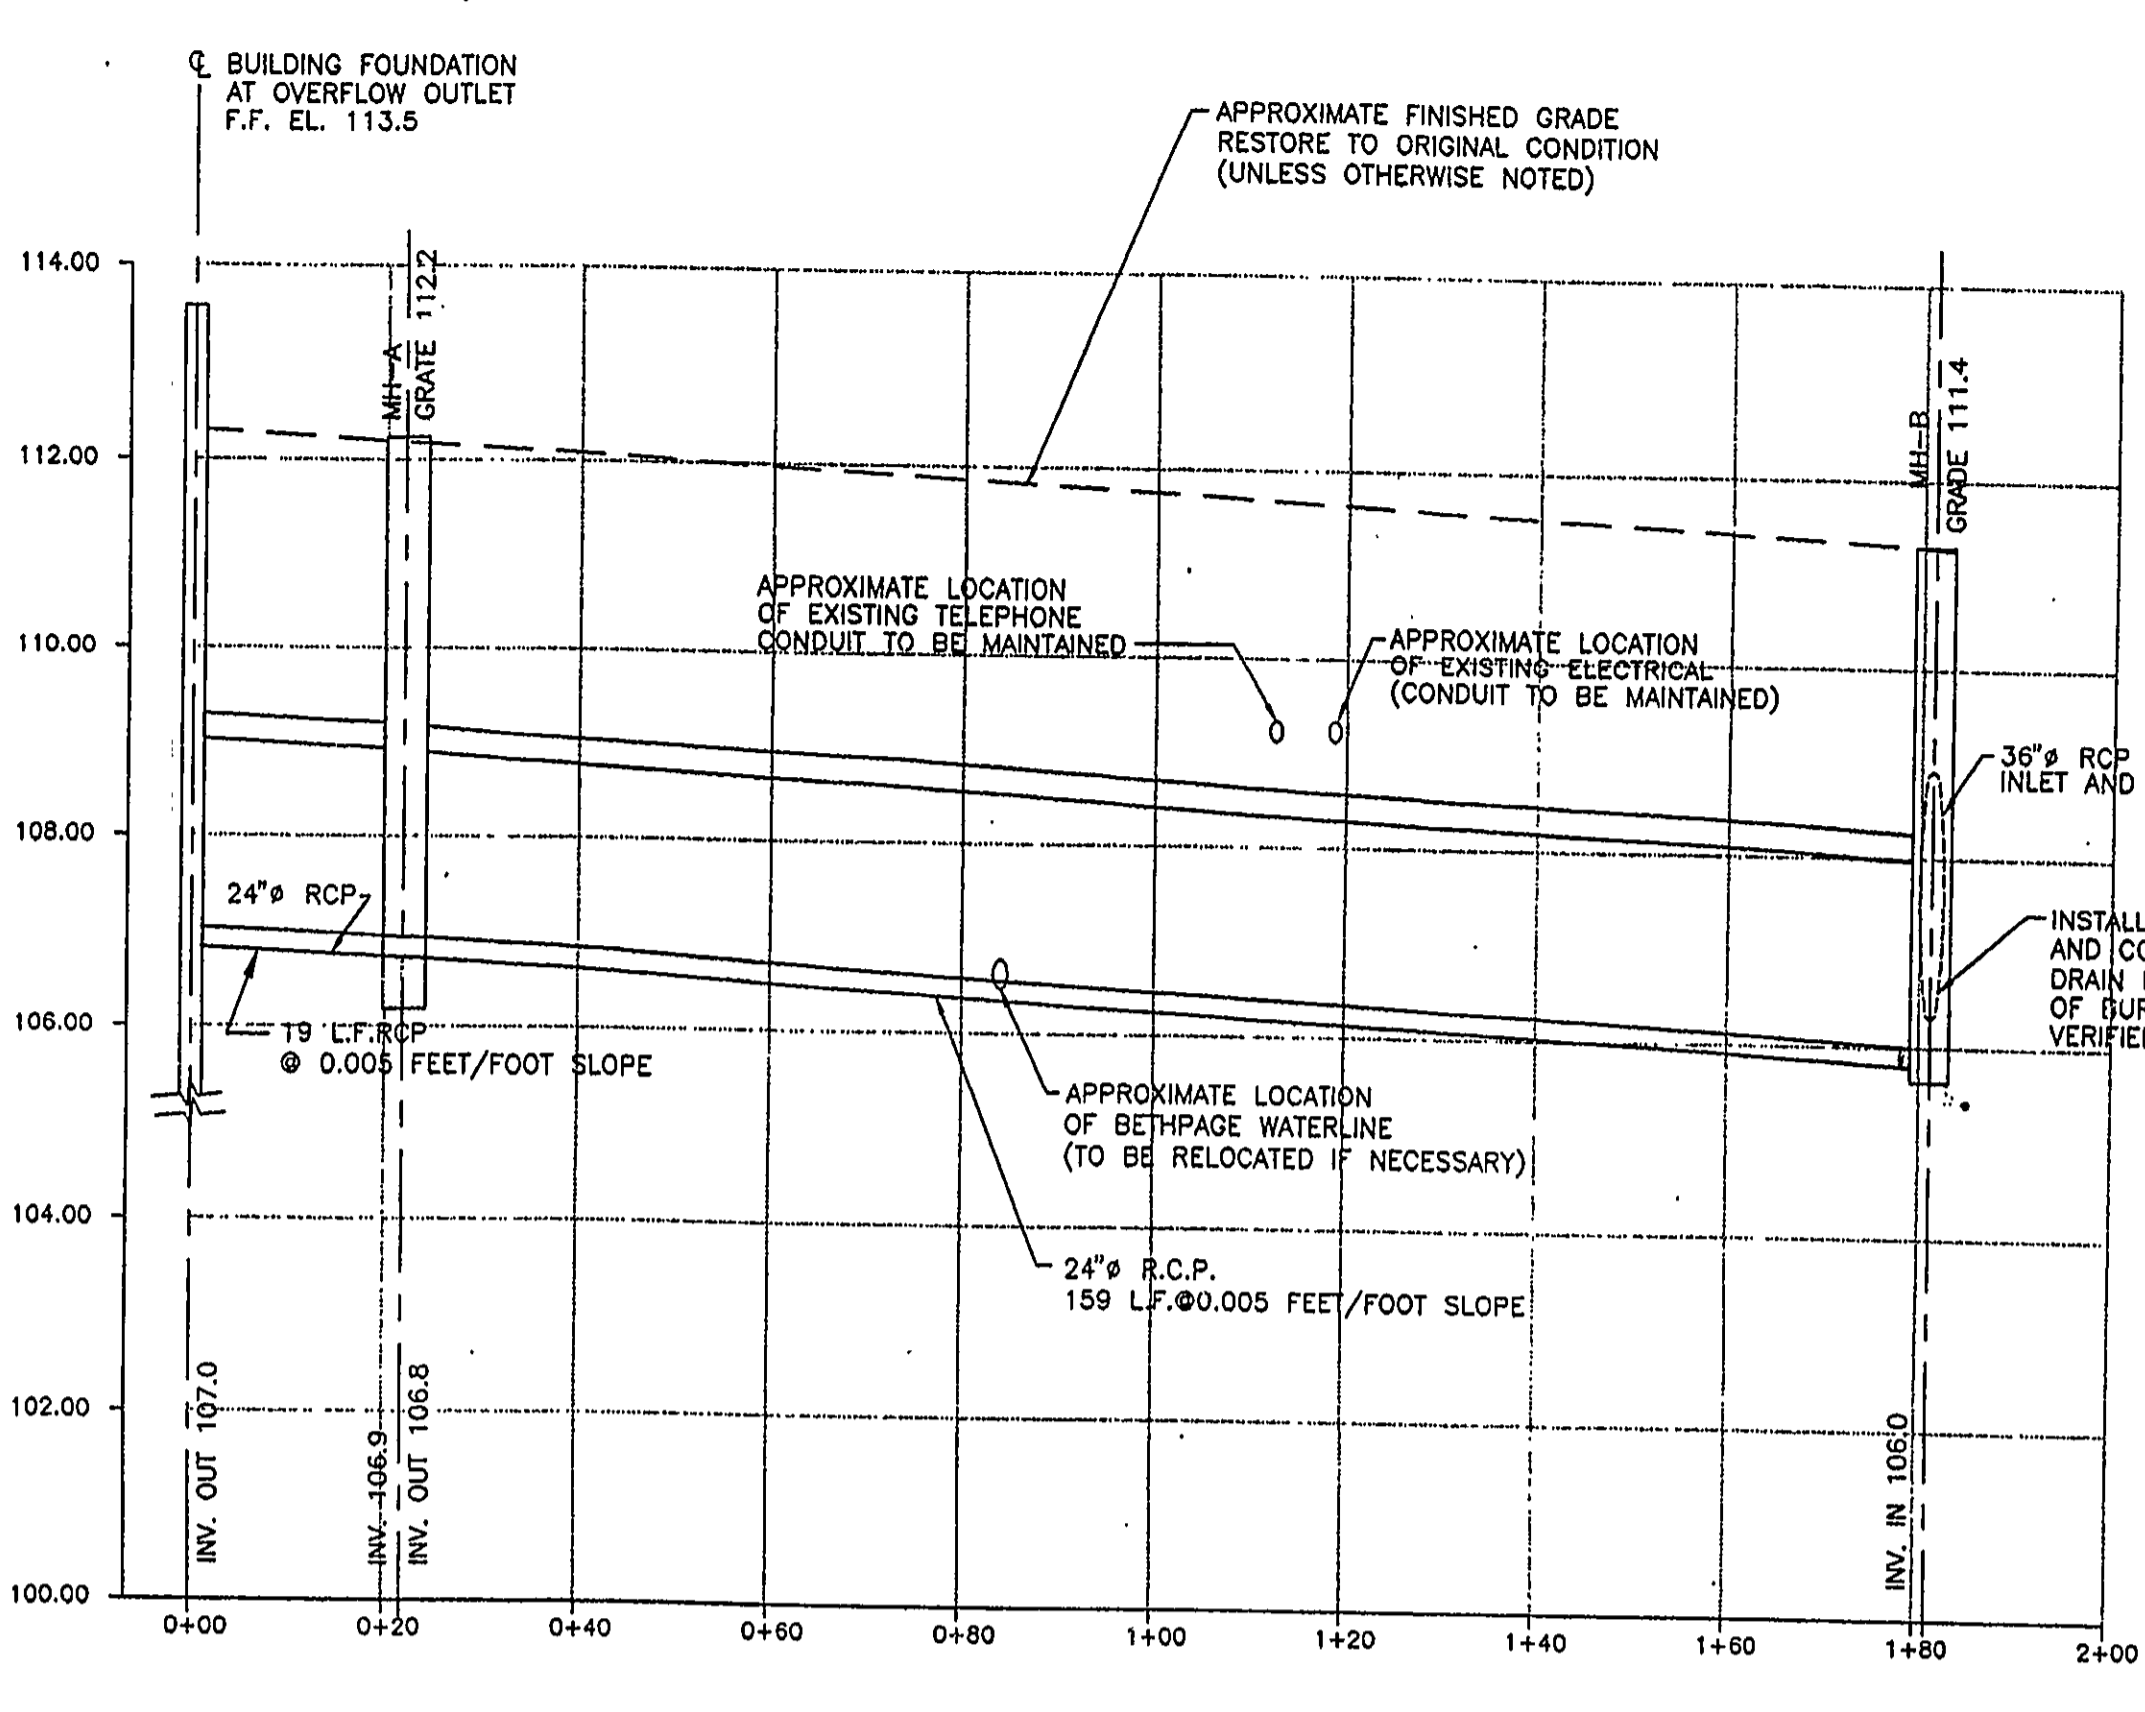 ℄ BUILDING FOUNDATION
AT OVERFLOW OUTLET
F.F. EL. 113.5
APPROXIMATE FINISHED GRADE
RESTORE TO ORIGINAL CONDITION
(UNLESS OTHERWISE NOTED)
114.00
112.00
110.00
108.00
106.00
104.00
102.00
100.00
MH-A
GRATE 112.2
MH-B
GRADE 111.4
APPROXIMATE LOCATION
OF EXISTING TELEPHONE
CONDUIT TO BE MAINTAINED
APPROXIMATE LOCATION
OF EXISTING ELECTRICAL
(CONDUIT TO BE MAINTAINED)
36"ø RCP
INLET AND
24"ø RCP
INSTALL
AND CO
DRAIN
OF BUR
VERIFIE
19 L.F.RCP
@ 0.005 FEET/FOOT SLOPE
APPROXIMATE LOCATION
OF BETHPAGE WATERLINE
(TO BE RELOCATED IF NECESSARY)
24"ø R.C.P.
159 L.F.@0.005 FEET/FOOT SLOPE
INV. OUT 107.0
INV. 106.9
INV. OUT 106.8
INV. IN 106.0
0+00
0+20
0+40
0+60
0+80
1+00
1+20
1+40
1+60
1+80
2+00